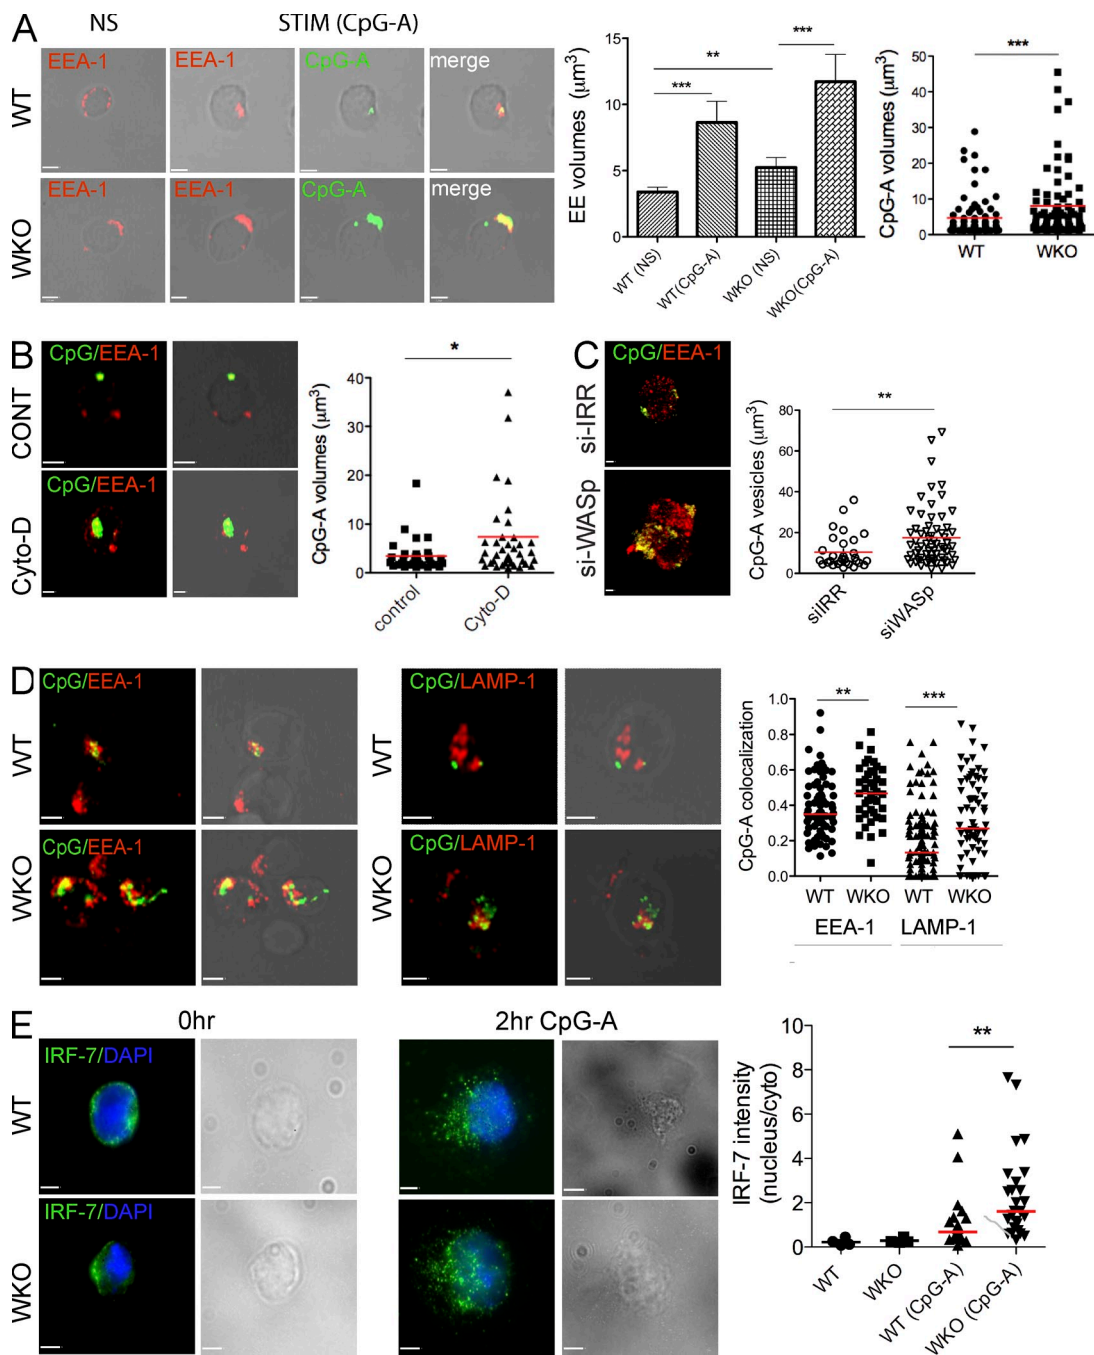 A
NS
STIM (CpG-A)
WT
EEA-1
EEA-1
CpG-A
merge
WKO
EEA-1
EEA-1
CpG-A
merge
EE volumes (μm³)
15
10
5
0
**
***
***
WT (NS)
WT(CpG-A)
WKO (NS)
WKO(CpG-A)
CpG-A volumes (μm³)
50
40
30
20
10
0
***
WT
WKO
B
CONT
CpG/EEA-1
Cyto-D
CpG/EEA-1
CpG-A volumes (μm³)
40
30
20
10
0
*
control
Cyto-D
C
si-IRR
CpG/EEA-1
si-WASp
CpG-A vesicles (μm³)
80
60
40
20
0
**
siIRR
siWASp
D
WT
CpG/EEA-1
WKO
CpG/EEA-1
WT
CpG/LAMP-1
WKO
CpG/LAMP-1
CpG-A colocalization
1.0
0.8
0.6
0.4
0.2
0.0
**
***
WT
WKO
WT
WKO
EEA-1
LAMP-1
E
0hr
2hr CpG-A
WT
IRF-7/DAPI
WKO
IRF-7/DAPI
IRF-7 intensity
(nucleus/cyto)
10
8
6
4
2
0
**
WT
WKO
WT (CpG-A)
WKO (CpG-A)